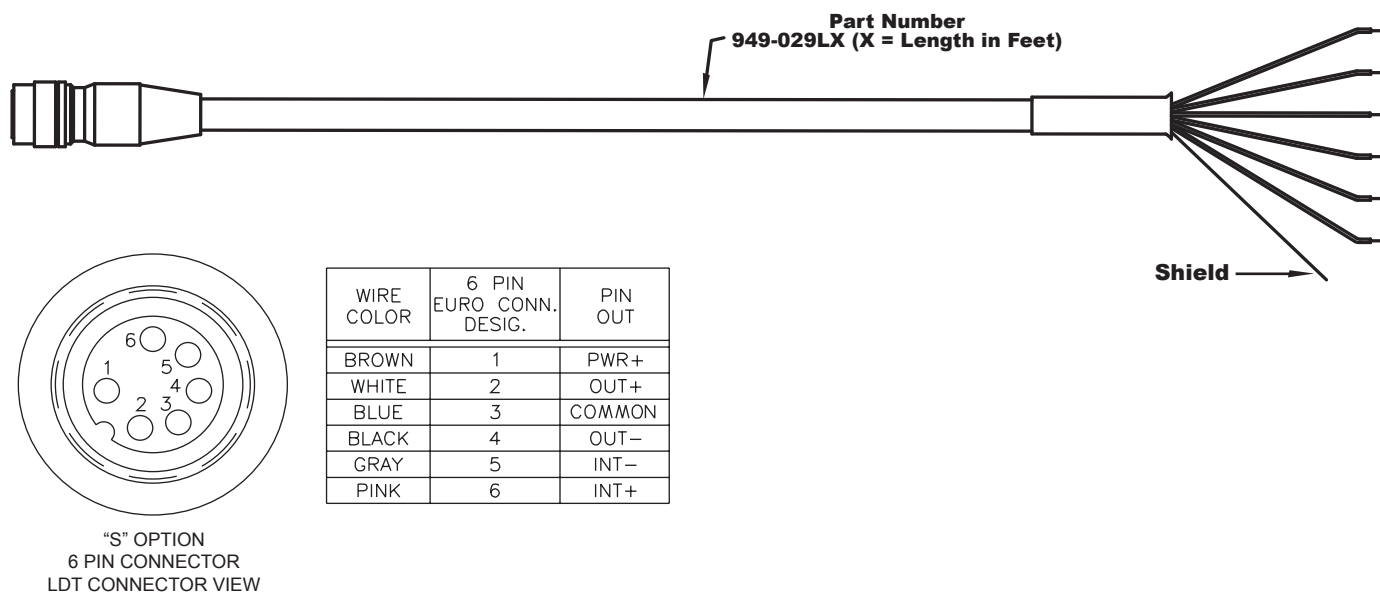 Part Number
949-029LX (X = Length in Feet)
Shield
6
5
1
4
2 3
WIRE COLOR 6 PIN EURO CONN. DESIG. PIN OUT
BROWN 1 PWR+
WHITE 2 OUT+
BLUE 3 COMMON
BLACK 4 OUT–
GRAY 5 INT–
PINK 6 INT+
“S” OPTION
6 PIN CONNECTOR
LDT CONNECTOR VIEW